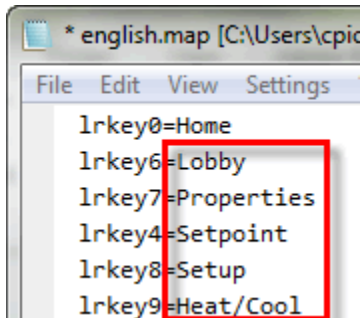 * english.map [C:\Users\cpic
File Edit View Settings
lrkey0=Home
lrkey6=Lobby
lrkey7=Properties
lrkey4=Setpoint
lrkey8=Setup
lrkey9=Heat/Cool